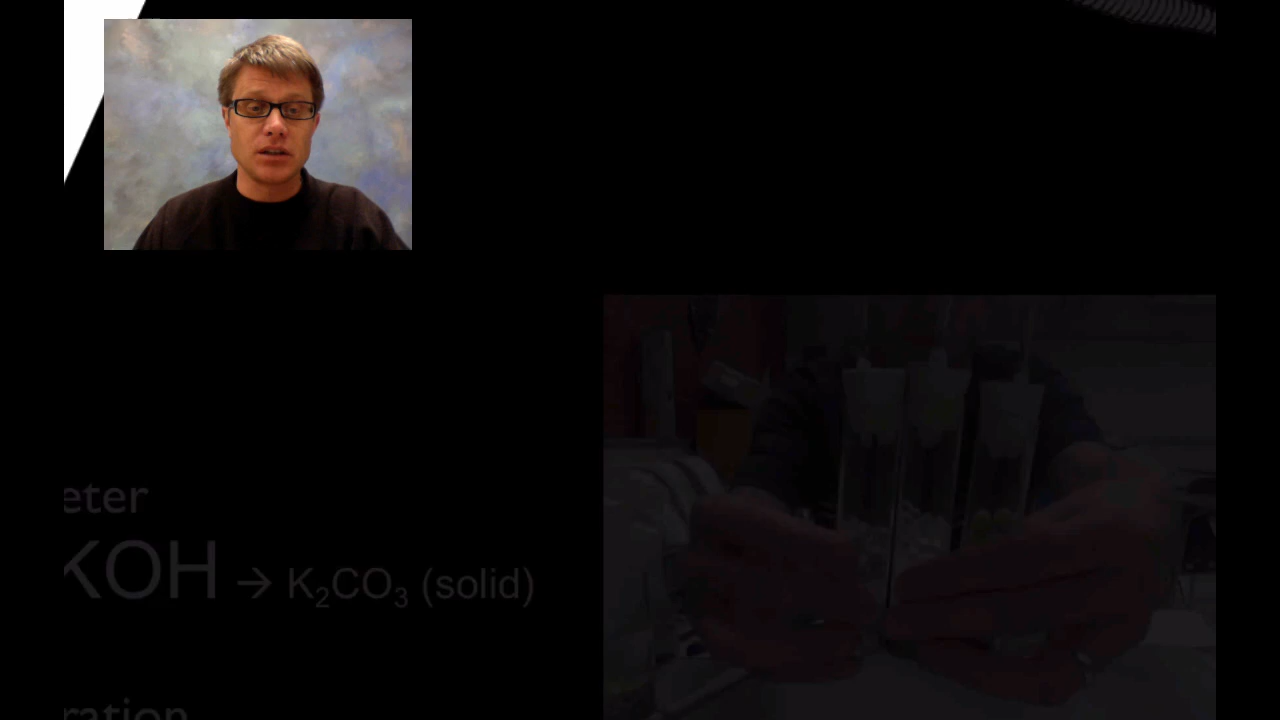 eter
KOH → K₂CO₃ (solid)
ration